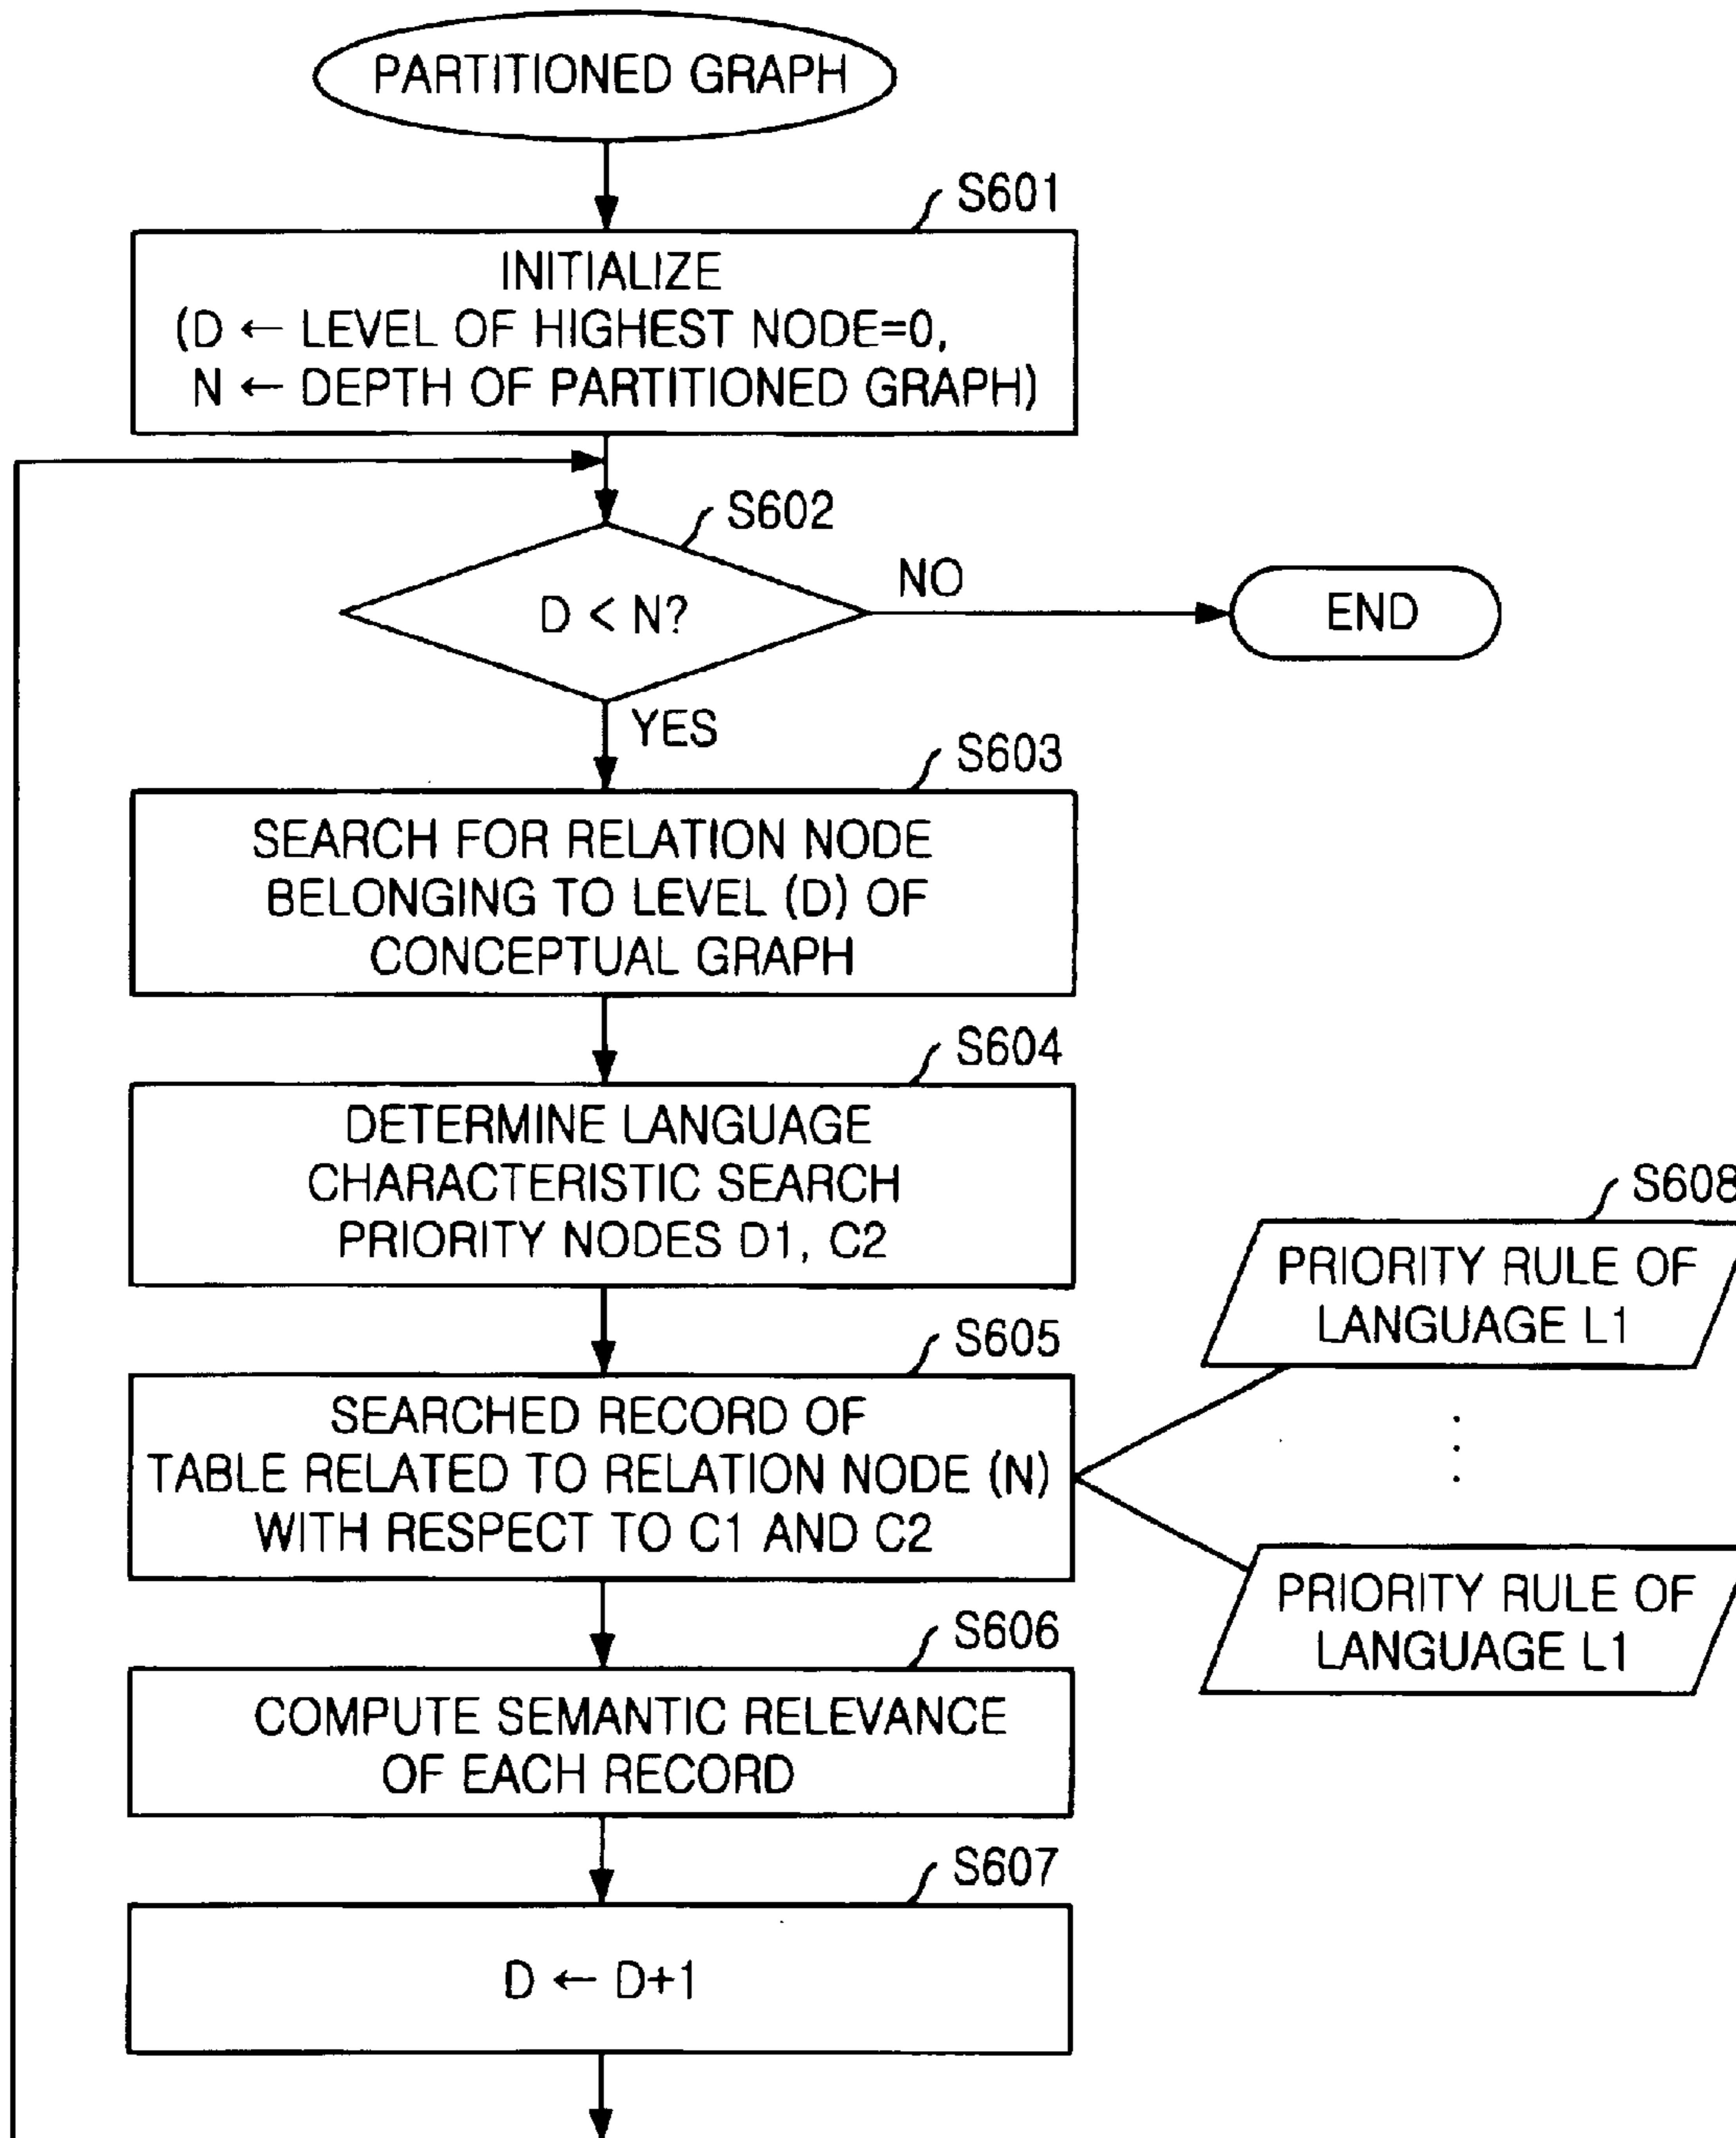 PARTITIONED GRAPH
S601
INITIALIZE
(D ← LEVEL OF HIGHEST NODE=0,
N ← DEPTH OF PARTITIONED GRAPH)
S602
D < N?
NO
END
YES
S603
SEARCH FOR RELATION NODE
BELONGING TO LEVEL (D) OF
CONCEPTUAL GRAPH
S604
DETERMINE LANGUAGE
CHARACTERISTIC SEARCH
PRIORITY NODES D1, C2
S608
PRIORITY RULE OF
LANGUAGE L1
S605
SEARCHED RECORD OF
TABLE RELATED TO RELATION NODE (N)
WITH RESPECT TO C1 AND C2
PRIORITY RULE OF
LANGUAGE L1
S606
COMPUTE SEMANTIC RELEVANCE
OF EACH RECORD
S607
D ← D+1